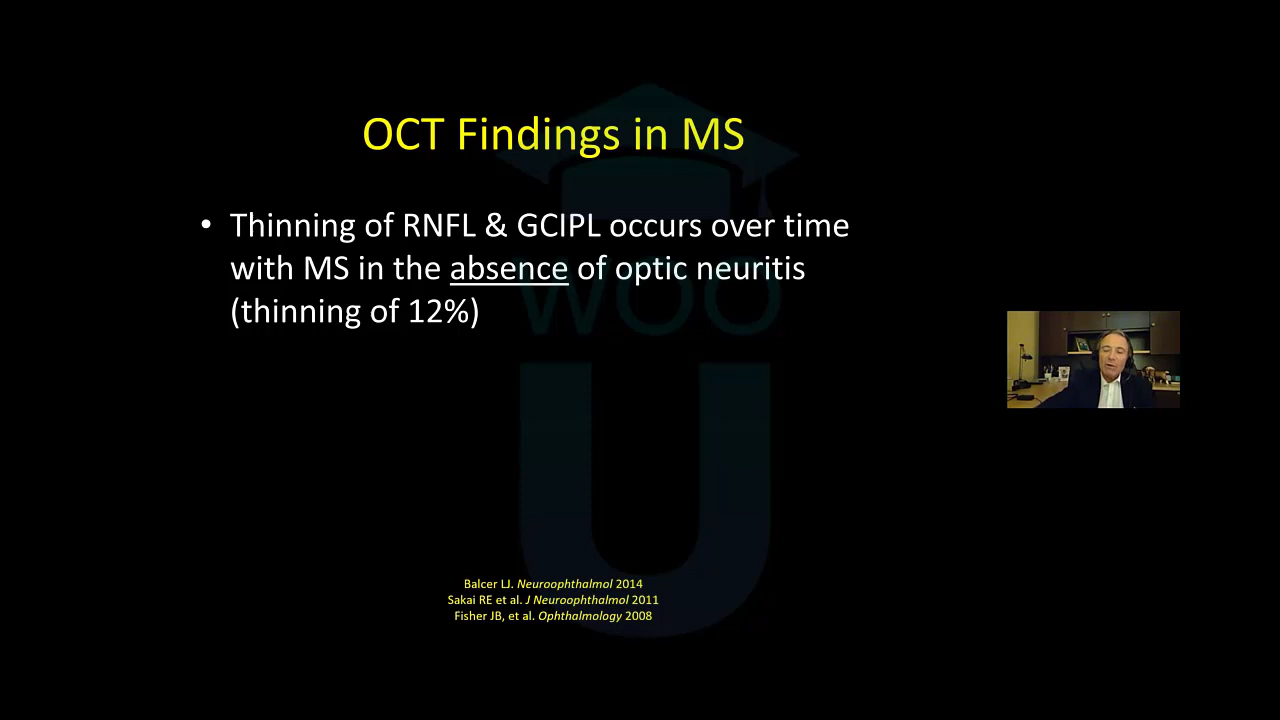 OCT Findings in MS
• Thinning of RNFL & GCIPL occurs over time
with MS in the absence of optic neuritis
(thinning of 12%)
WOO
U
Balcer LJ. Neuroophthalmol 2014
Sakai RE et al. J Neuroophthalmol 2011
Fisher JB, et al. Ophthalmology 2008